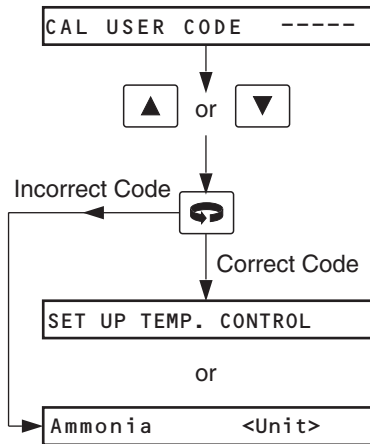 CAL USER CODE -----
or
Incorrect Code
Correct Code
SET UP TEMP. CONTROL
or
Ammonia <Unit>